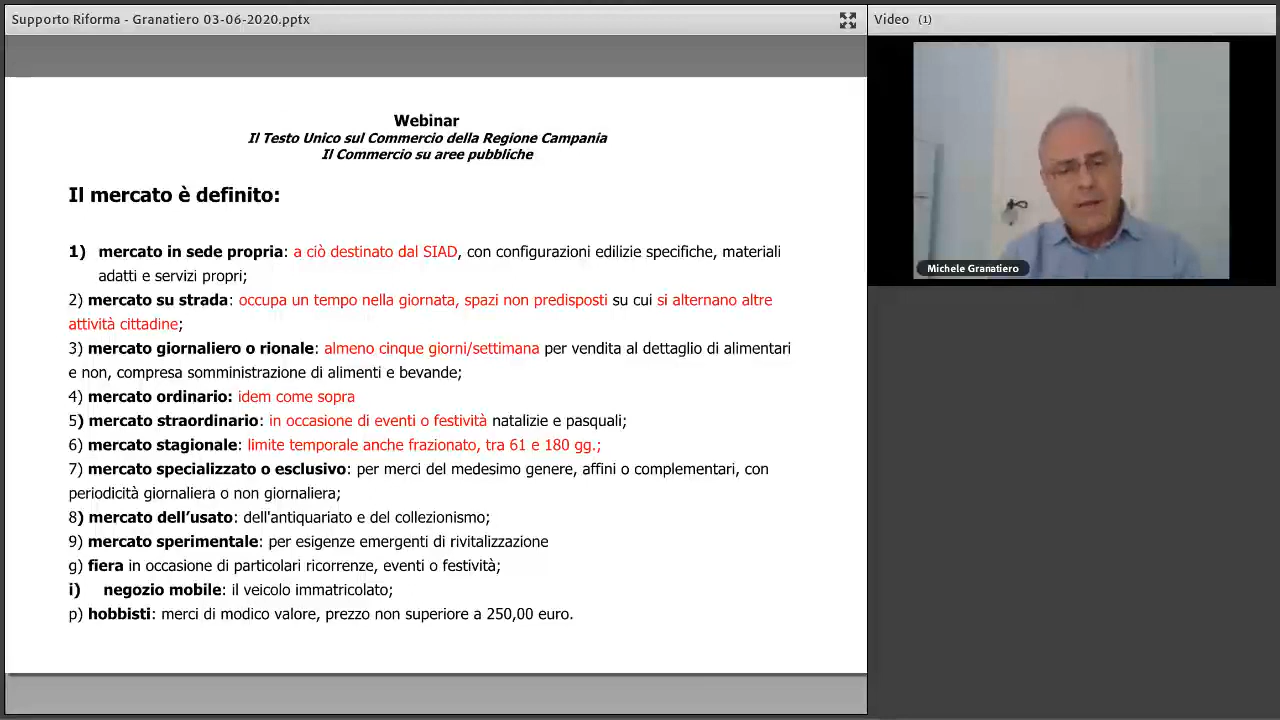 Supporto Riforma - Granatiero 03-06-2020.pptx
Video (1)
Webinar
Il Testo Unico sul Commercio della Regione Campania
Il Commercio su aree pubbliche
Il mercato è definito:
1) mercato in sede propria: a ciò destinato dal SIAD, con configurazioni edilizie specifiche, materiali
adatti e servizi propri;
2) mercato su strada: occupa un tempo nella giornata, spazi non predisposti su cui si alternano altre
attività cittadine;
3) mercato giornaliero o rionale: almeno cinque giorni/settimana per vendita al dettaglio di alimentari
e non, compresa somministrazione di alimenti e bevande;
4) mercato ordinario: idem come sopra
5) mercato straordinario: in occasione di eventi o festività natalizie e pasquali;
6) mercato stagionale: limite temporale anche frazionato, tra 61 e 180 gg.;
7) mercato specializzato o esclusivo: per merci del medesimo genere, affini o complementari, con
periodicità giornaliera o non giornaliera;
8) mercato dell’usato: dell'antiquariato e del collezionismo;
9) mercato sperimentale: per esigenze emergenti di rivitalizzazione
g) fiera in occasione di particolari ricorrenze, eventi o festività;
i) negozio mobile: il veicolo immatricolato;
p) hobbisti: merci di modico valore, prezzo non superiore a 250,00 euro.
Michele Granatiero